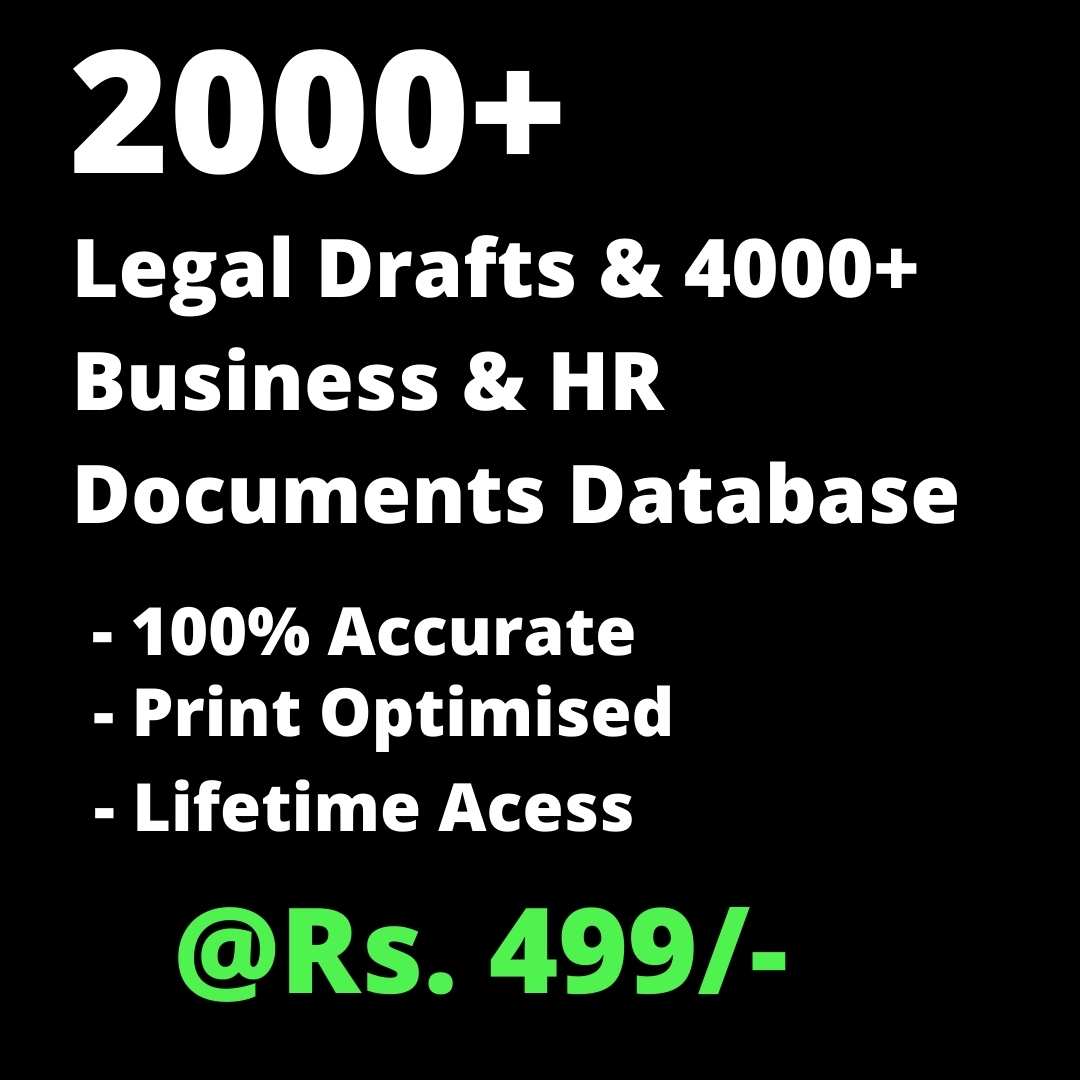 2000+
Legal Drafts & 4000+
Business & HR
Documents Database
- 100% Accurate
- Print Optimised
- Lifetime Acess
@Rs. 499/-